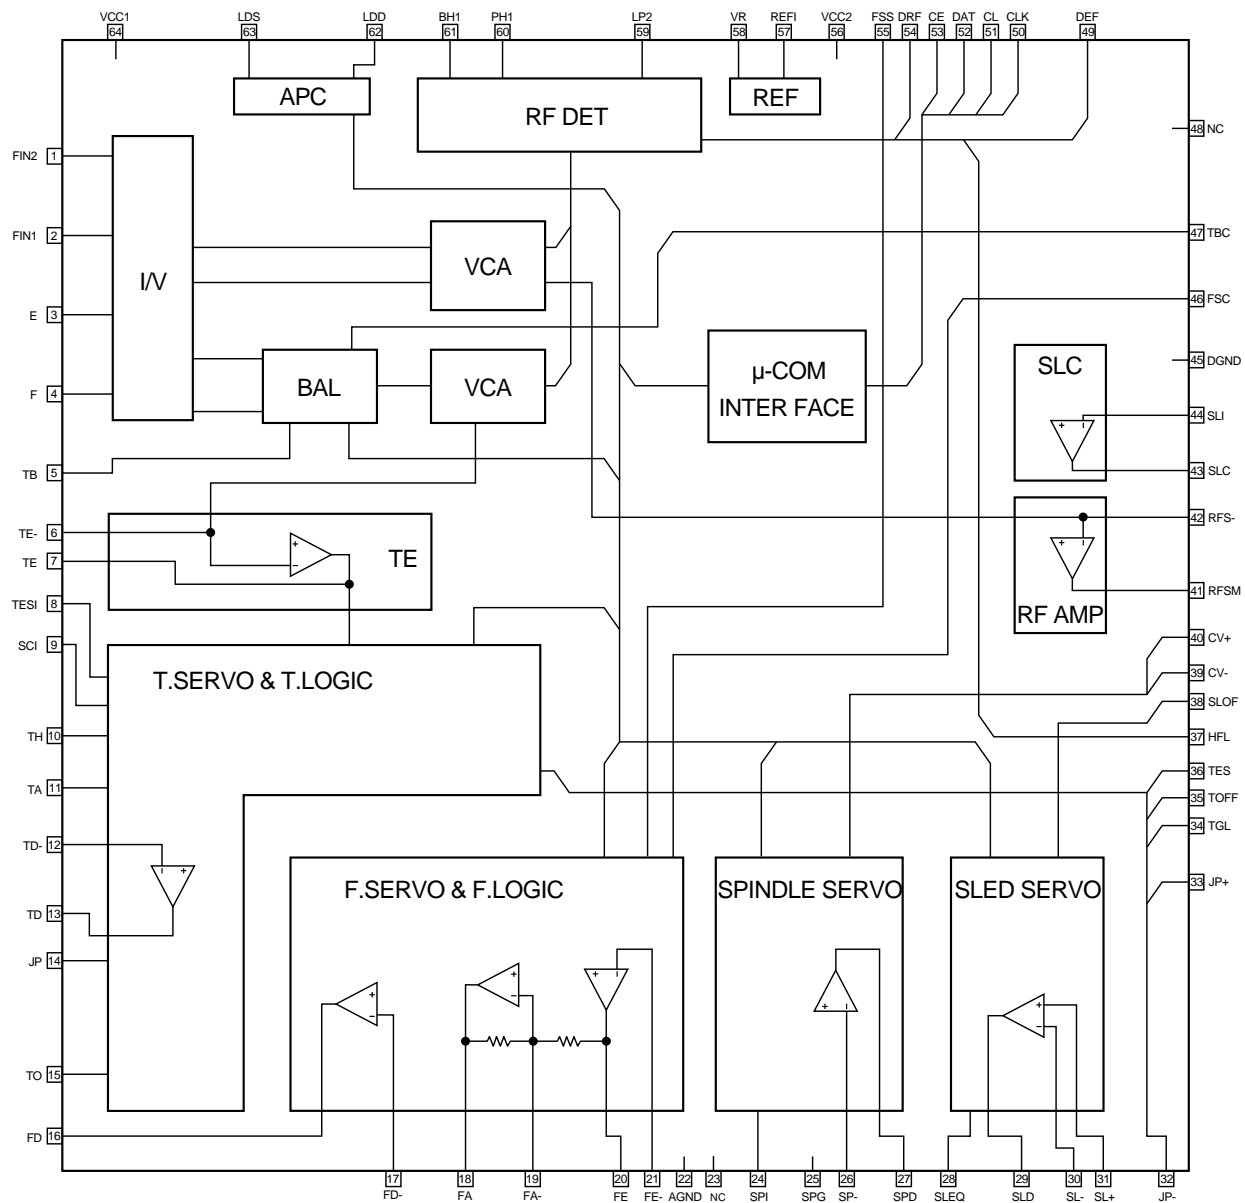 VCC1 LDS LDD BH1 PH1 LP2 VR REFI VCC2 FSS DRF CE DAT CL CLK DEF
64 63 62 61 60 59 58 57 56 55 54 53 52 51 50 49
APC
RF DET
REF
FIN2 1
48 NC
FIN1 2
47 TBC
I/V
VCA
46 FSC
E 3
45 DGND
BAL
VCA
µ-COM
INTER FACE
SLC
F 4
+ −
44 SLI
TB 5
43 SLC
TE- 6
42 RFS-
+
−
TE
TE 7
+ −
41 RFSM
RF AMP
TESI 8
SCI 9
40 CV+
39 CV-
T.SERVO & T.LOGIC
38 SLOF
TH 10
37 HFL
36 TES
TA 11
35 TOFF
34 TGL
TD- 12
− +
F.SERVO & F.LOGIC
SPINDLE SERVO
SLED SERVO
33 JP+
TD 13
JP 14
+
−
+
−
+ −
+ −
+
−
TO 15
FD 16
17 18 19 20 21 22 23 24 25 26 27 28 29 30 31 32
FD- FA FA- FE FE- AGND NC SPI SPG SP- SPD SLEQ SLD SL- SL+ JP-